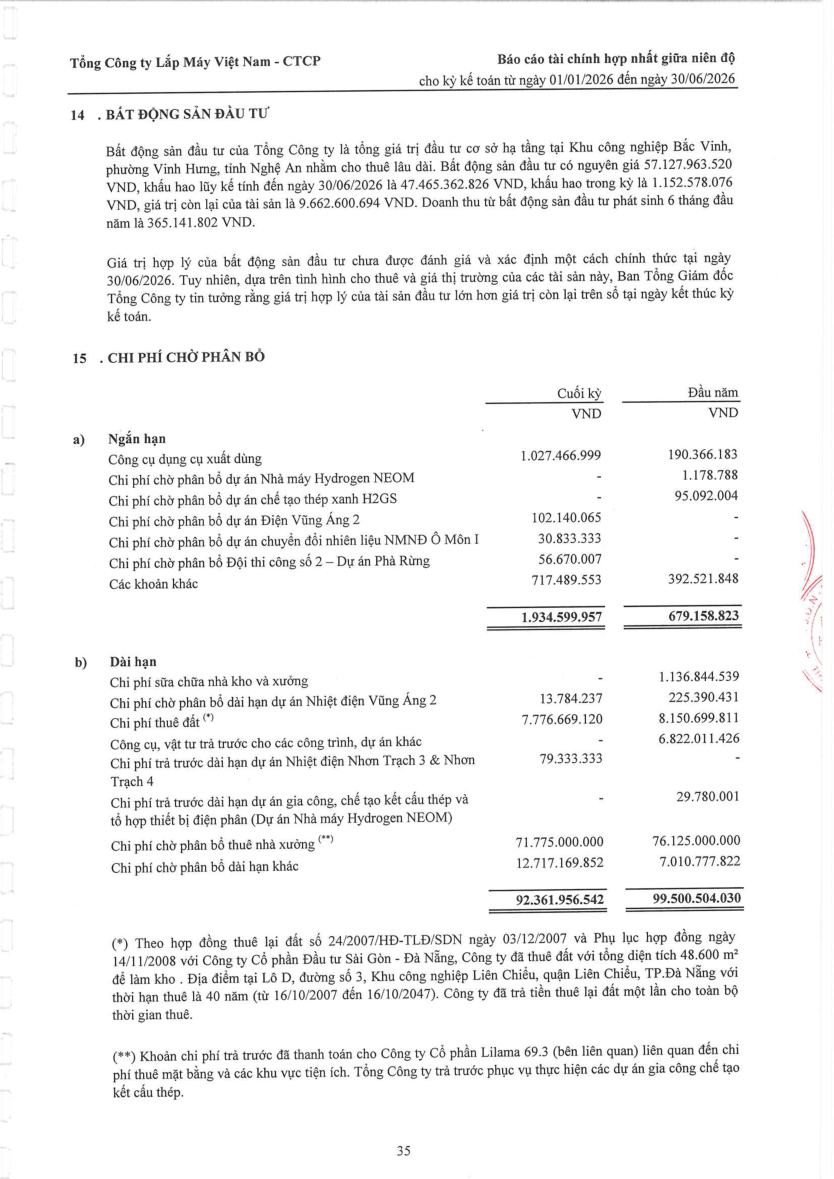 Tổng Công ty Lắp Máy Việt Nam - CTCP
Báo cáo tài chính hợp nhất giữa niên độ
cho kỳ kế toán từ ngày 01/01/2026 đến ngày 30/06/2026
14 . BẤT ĐỘNG SẢN ĐẦU TƯ
Bất động sản đầu tư của Tổng Công ty là tổng giá trị đầu tư cơ sở hạ tầng tại Khu công nghiệp Bắc Vinh,
phường Vinh Hưng, tỉnh Nghệ An nhằm cho thuê lâu dài. Bất động sản đầu tư có nguyên giá 57.127.963.520
VND, khấu hao lũy kế tính đến ngày 30/06/2026 là 47.465.362.826 VND, khấu hao trong kỳ là 1.152.578.076
VND, giá trị còn lại của tài sản là 9.662.600.694 VND. Doanh thu từ bất động sản đầu tư phát sinh 6 tháng đầu
năm là 365.141.802 VND.
Giá trị hợp lý của bất động sản đầu tư chưa được đánh giá và xác định một cách chính thức tại ngày
30/06/2026. Tuy nhiên, dựa trên tình hình cho thuê và giá thị trường của các tài sản này, Ban Tổng Giám đốc
Tổng Công ty tin tưởng rằng giá trị hợp lý của tài sản đầu tư lớn hơn giá trị còn lại trên sổ tại ngày kết thúc kỳ
kế toán.
15 . CHI PHÍ CHỜ PHÂN BỔ
Cuối kỳ Đầu năm
VND VND
a) Ngắn hạn
Công cụ dụng cụ xuất dùng 1.027.466.999 190.366.183
Chi phí chờ phân bổ dự án Nhà máy Hydrogen NEOM - 1.178.788
Chi phí chờ phân bổ dự án chế tạo thép xanh H2GS - 95.092.004
Chi phí chờ phân bổ dự án Điện Vũng Áng 2 102.140.065 -
Chi phí chờ phân bổ dự án chuyển đổi nhiên liệu NMNĐ Ô Môn I 30.833.333 -
Chi phí chờ phân bổ Đội thi công số 2 – Dự án Phà Rừng 56.670.007 -
Các khoản khác 717.489.553 392.521.848
1.934.599.957 679.158.823
b) Dài hạn
Chi phí sửa chữa nhà kho và xưởng - 1.136.844.539
Chi phí chờ phân bổ dài hạn dự án Nhiệt điện Vũng Áng 2 13.784.237 225.390.431
Chi phí thuê đất (*) 7.776.669.120 8.150.699.811
Công cụ, vật tư trả trước cho các công trình, dự án khác - 6.822.011.426
Chi phí trả trước dài hạn dự án Nhiệt điện Nhơn Trạch 3 & Nhơn 79.333.333 -
Trạch 4
Chi phí trả trước dài hạn dự án gia công, chế tạo kết cấu thép và - 29.780.001
tổ hợp thiết bị điện phân (Dự án Nhà máy Hydrogen NEOM)
Chi phí chờ phân bổ thuê nhà xưởng (**) 71.775.000.000 76.125.000.000
Chi phí chờ phân bổ dài hạn khác 12.717.169.852 7.010.777.822
92.361.956.542 99.500.504.030
(*) Theo hợp đồng thuê lại đất số 24/2007/HĐ-TLĐ/SDN ngày 03/12/2007 và Phụ lục hợp đồng ngày
14/11/2008 với Công ty Cổ phần Đầu tư Sài Gòn - Đà Nẵng, Công ty đã thuê đất với tổng diện tích 48.600 m²
để làm kho . Địa điểm tại Lô D, đường số 3, Khu công nghiệp Liên Chiểu, quận Liên Chiểu, TP.Đà Nẵng với
thời hạn thuê là 40 năm (từ 16/10/2007 đến 16/10/2047). Công ty đã trả tiền thuê lại đất một lần cho toàn bộ
thời gian thuê.
(**) Khoản chi phí trả trước đã thanh toán cho Công ty Cổ phần Lilama 69.3 (bên liên quan) liên quan đến chi
phí thuê mặt bằng và các khu vực tiện ích. Tổng Công ty trả trước phục vụ thực hiện các dự án gia công chế tạo
kết cấu thép.
35